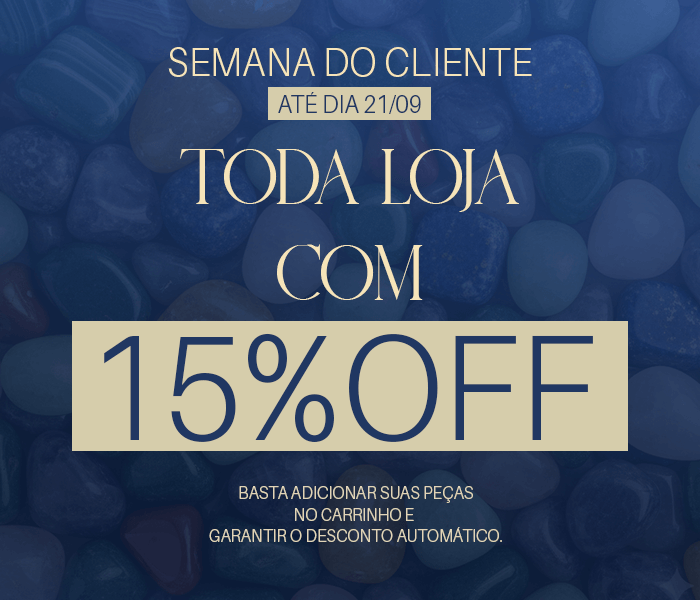 SEMANA DO CLIENTE
ATÉ DIA 21/09
TODA LOJA
COM
15%OFF
BASTA ADICIONAR SUAS PEÇAS
NO CARRINHO E
GARANTIR O DESCONTO AUTOMÁTICO.